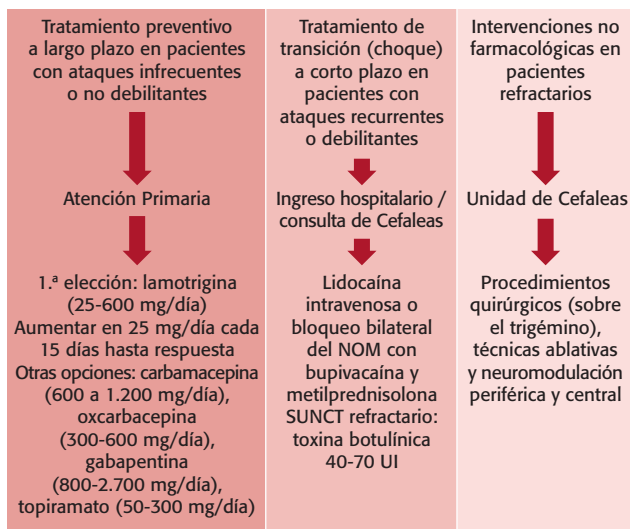 Tratamiento preventivo
a largo plazo en pacientes
con ataques infrecuentes
o no debilitantes
Atención Primaria
1.ª elección: lamotrigina
(25-600 mg/día)
Aumentar en 25 mg/día cada
15 días hasta respuesta
Otras opciones: carbamacepina
(600 a 1.200 mg/día),
oxcarbacepina
(300-600 mg/día),
gabapentina
(800-2.700 mg/día),
topiramato (50-300 mg/día)
Tratamiento de
transición (choque)
a corto plazo en
pacientes con
ataques recurrentes
o debilitantes
Ingreso hospitalario /
consulta de Cefaleas
Lidocaína
intravenosa o
bloqueo bilateral
del NOM con
bupivacaína y
metilprednisolona
SUNCT refractario:
toxina botulínica
40-70 UI
Intervenciones no
farmacológicas en
pacientes
refractarios
Unidad de Cefaleas
Procedimientos
quirúrgicos (sobre
el trigémino),
técnicas ablativas
y neuromodulación
periférica y central